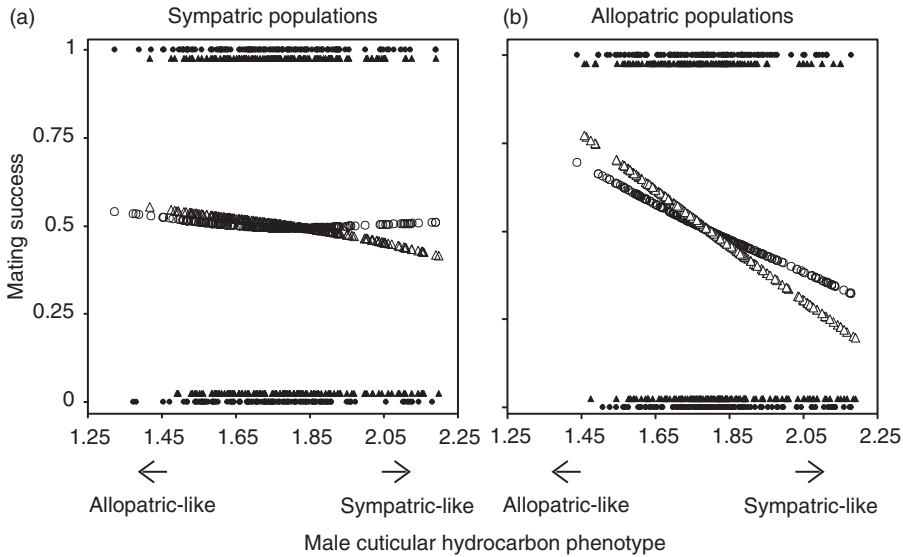 (a) Sympatric populations
(b) Allopatric populations
Mating success
1
0.75
0.5
0.25
0
1.25 1.45 1.65 1.85 2.05 2.25
1.25 1.45 1.65 1.85 2.05 2.25
Allopatric-like Sympatric-like
Allopatric-like Sympatric-like
Male cuticular hydrocarbon phenotype